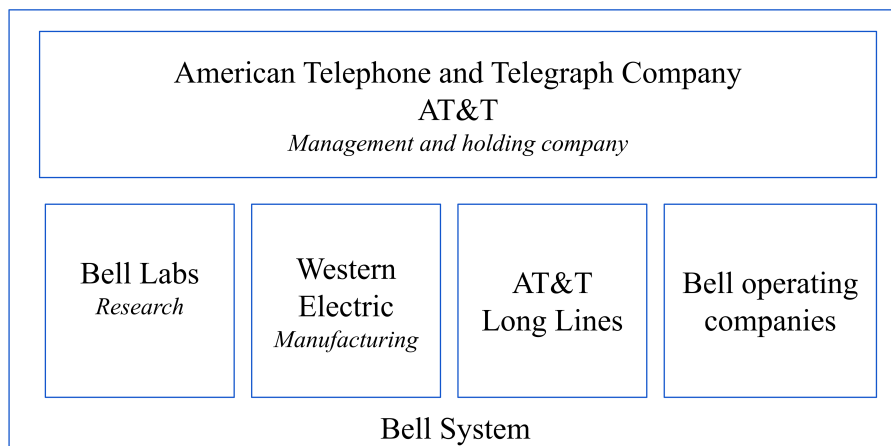 American Telephone and Telegraph Company
AT&T
Management and holding company
Bell Labs
Research
Western
Electric
Manufacturing
AT&T
Long Lines
Bell operating
companies
Bell System